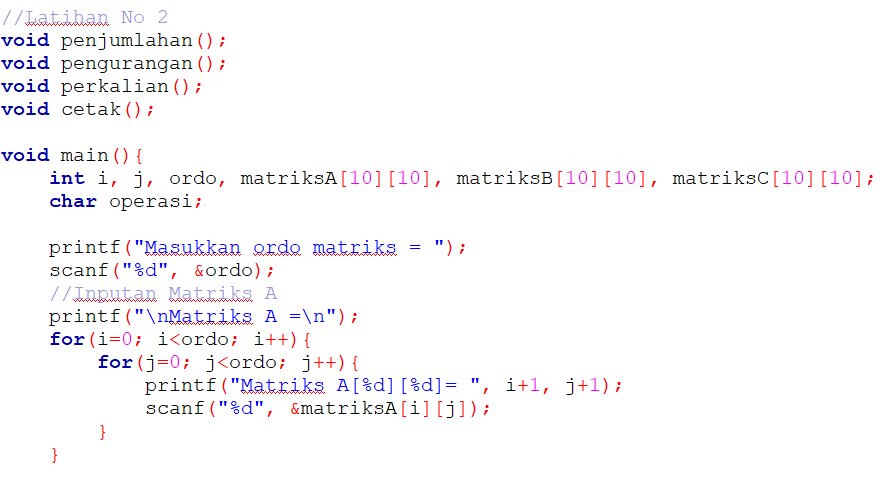 //Latihan No 2
void penjumlahan();
void pengurangan();
void perkalian();
void cetak();

void main(){
    int i, j, ordo, matriksA[10][10], matriksB[10][10], matriksC[10][10];
    char operasi;

    printf("Masukkan ordo matriks = ");
    scanf("%d", &ordo);
    //Inputan Matriks A
    printf("\nMatriks A =\n");
    for(i=0; i<ordo; i++){
        for(j=0; j<ordo; j++){
            printf("Matriks A[%d][%d]= ", i+1, j+1);
            scanf("%d", &matriksA[i][j]);
        }
    }